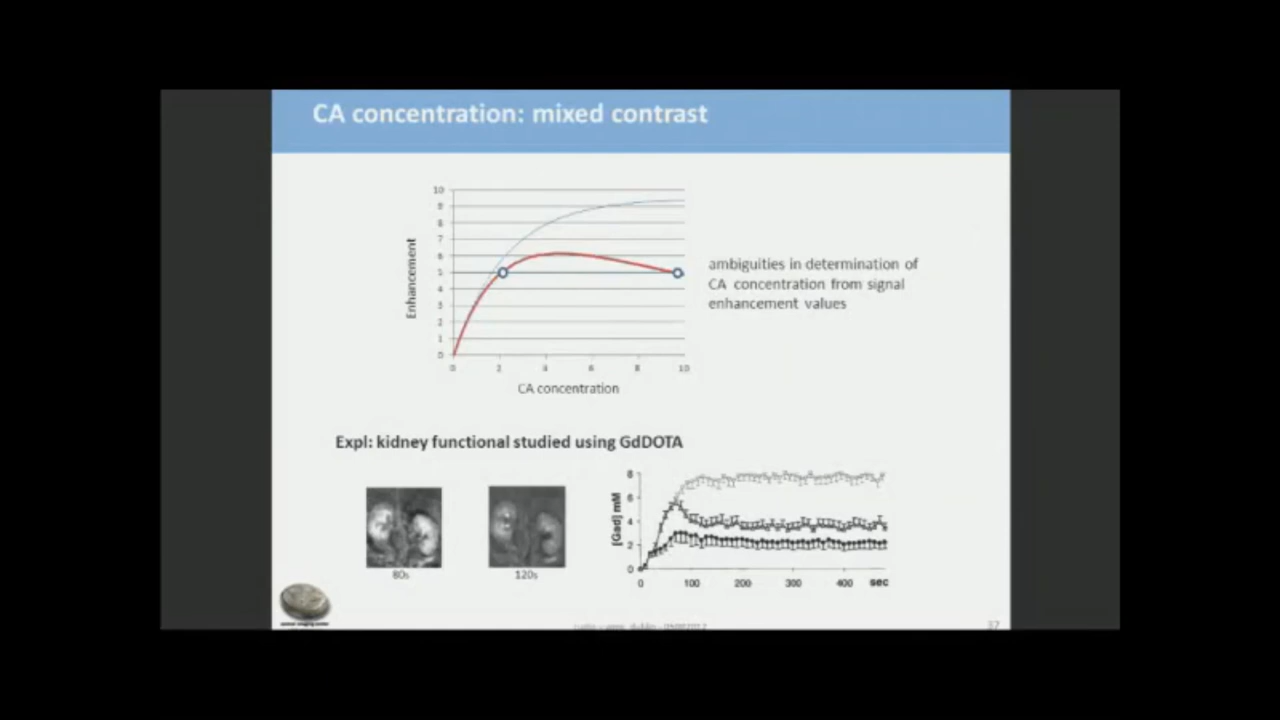 CA concentration: mixed contrast
10
9
8
7
6
5
4
3
2
1
0
Enhancement
0 2 4 6 8 10
CA concentration
ambiguities in determination of
CA concentration from signal
enhancement values
Expl: kidney functional studied using GdDOTA
80s
120s
[Gad] mM
8
6
4
2
0
0 100 200 300 400 sec
37